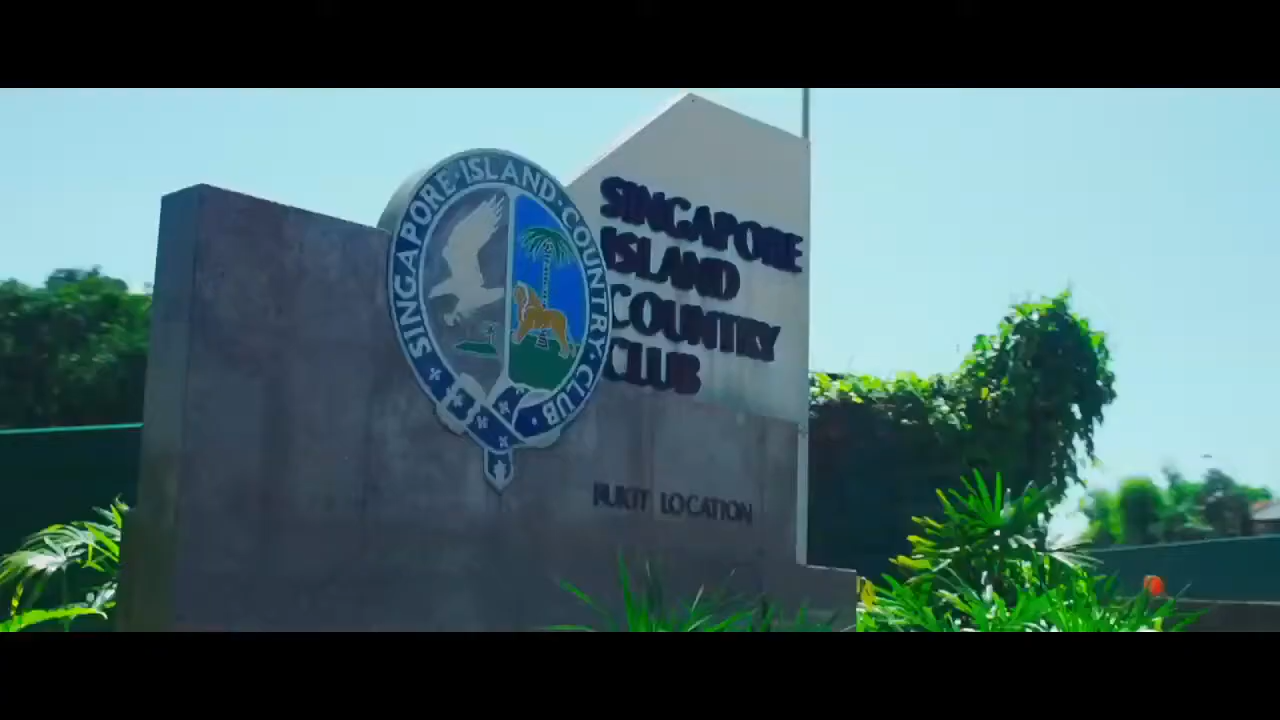 SINGAPORE·ISLAND·COUNTRY·CLUB·
SINGAPORE
ISLAND
COUNTRY
CLUB
BUKIT LOCATION